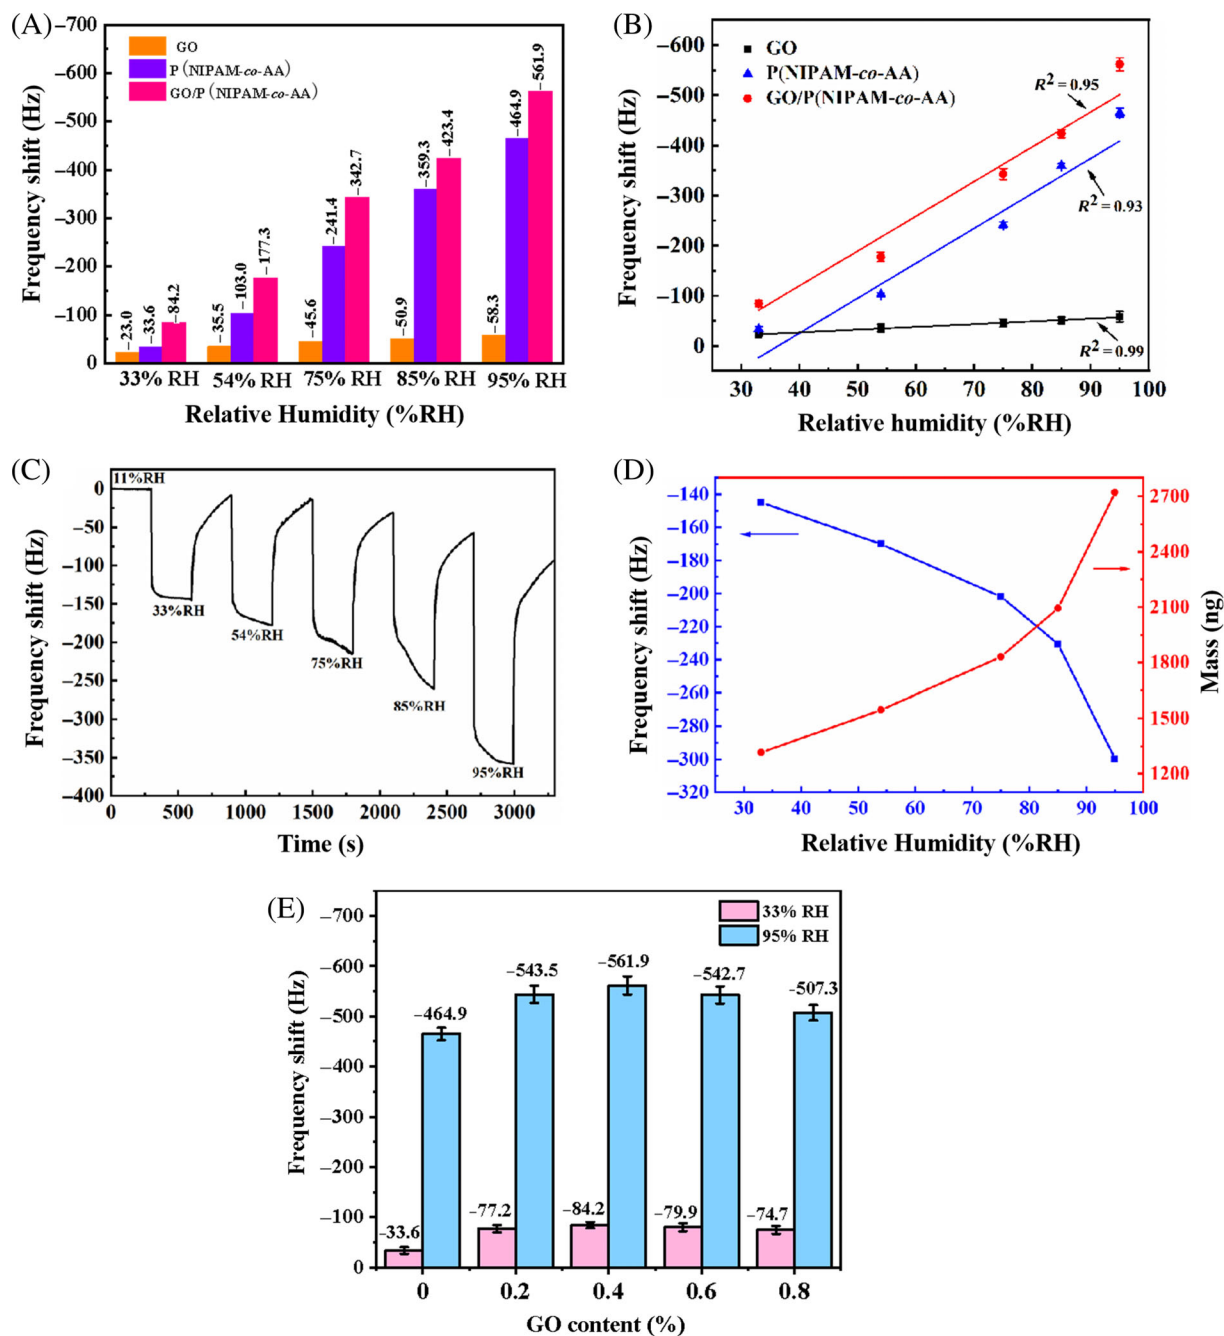 (A)
−700
−600
−500
−400
−300
−200
−100
0
Frequency shift (Hz)
GO
P (NIPAM-co-AA)
GO/P (NIPAM-co-AA)
−23.0
−33.6
−84.2
−35.5
−103.0
−177.3
−45.6
−241.4
−342.7
−50.9
−359.3
−423.4
−58.3
−464.9
−561.9
33% RH 54% RH 75% RH 85% RH 95% RH
Relative Humidity (%RH)
(B)
−600
−500
−400
−300
−200
−100
0
Frequency shift (Hz)
GO
P(NIPAM-co-AA)
GO/P(NIPAM-co-AA)
R² = 0.95
R² = 0.93
R² = 0.99
30 40 50 60 70 80 90 100
Relative humidity (%RH)
(C)
0
−50
−100
−150
−200
−250
−300
−350
−400
Frequency shift (Hz)
11%RH
33%RH
54%RH
75%RH
85%RH
95%RH
0 500 1000 1500 2000 2500 3000
Time (s)
(D)
−140
−160
−180
−200
−220
−240
−260
−280
−300
−320
Frequency shift (Hz)
2700
2400
2100
1800
1500
1200
Mass (ng)
30 40 50 60 70 80 90 100
Relative Humidity (%RH)
(E)
−700
−600
−500
−400
−300
−200
−100
0
Frequency shift (Hz)
33% RH
95% RH
−33.6
−464.9
−77.2
−543.5
−84.2
−561.9
−79.9
−542.7
−74.7
−507.3
0 0.2 0.4 0.6 0.8
GO content (%)